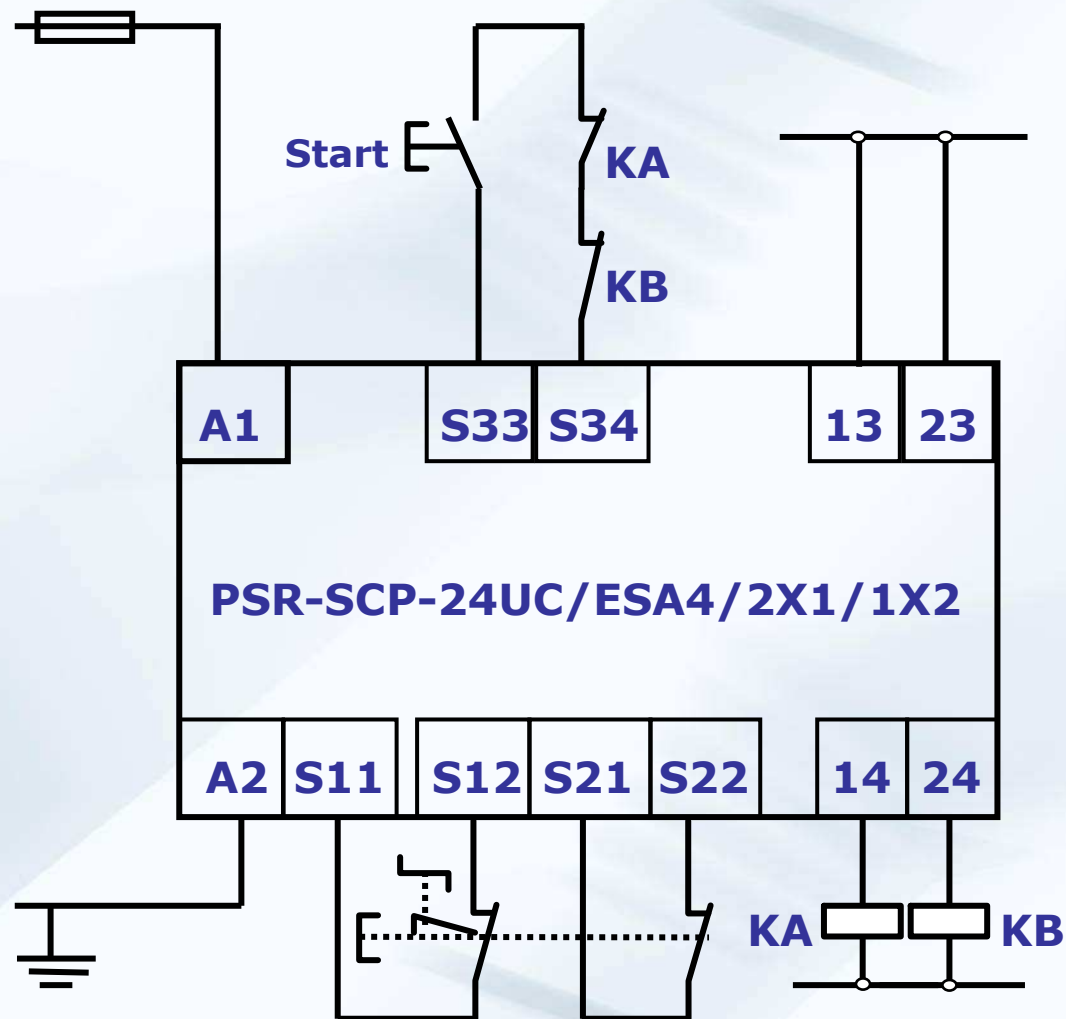 Start
KA
KB
A1
S33
S34
13
23
PSR-SCP-24UC/ESA4/2X1/1X2
A2
S11
S12
S21
S22
14
24
KA
KB